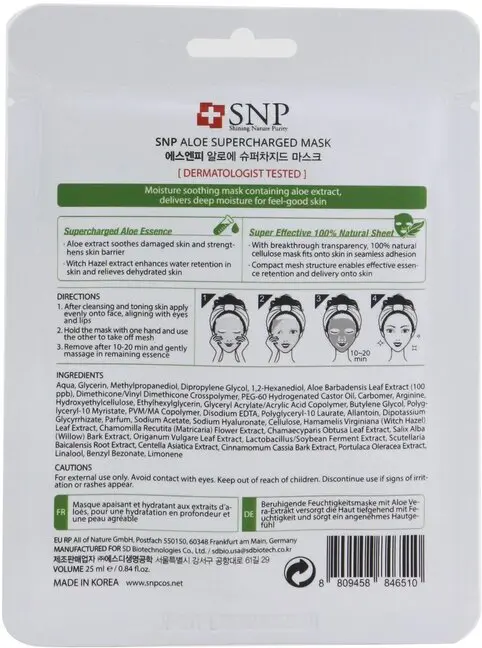 SNP
Shining Nature Purity
SNP ALOE SUPERCHARGED MASK
에스엔피 알로에 슈퍼차지드 마스크
[ DERMATOLOGIST TESTED ]
Moisture soothing mask containing aloe extract,
delivers deep moisture for feel-good skin
Supercharged Aloe Essence
· Aloe extract soothes damaged skin and strengt-
hens skin barrier
· Witch Hazel extract enhances water retention in
skin and relieves dehydrated skin
Super Effective 100% Natural Sheet
· With breakthrough transparency, 100% natural
cellulose mask fits onto skin in seamless adhesion
· Compact mesh structure enables effective essen-
ce retention and delivery onto skin
DIRECTIONS
1. After cleansing and toning skin apply
evenly onto face, aligning with eyes
and lips
2. Hold the mask with one hand and use
the other to take off mesh
3. Remove after 10-20 min and gently
massage in remaining essence
1 2 3 4
10~20
min
INGREDIENTS
Aqua, Glycerin, Methylpropanediol, Dipropylene Glycol, 1,2-Hexanediol, Aloe Barbadensis Leaf Extract (100
ppb), Dimethicone/Vinyl Dimethicone Crosspolymer, PEG-60 Hydrogenated Castor Oil, Carbomer, Arginine,
Hydroxyethylcellulose, Ethylhexylglycerin, Glyceryl Acrylate/Acrylic Acid Copolymer, Butylene Glycol, Polyg-
lyceryl-10 Myristate, PVM/MA Copolymer, Disodium EDTA, Polyglyceryl-10 Laurate, Allantoin, Dipotassium
Glycyrrhizate, Parfum, Sodium Acetate, Sodium Hyaluronate, Cellulose, Hamamelis Virginiana (Witch Hazel)
Leaf Extract, Chamomilla Recutita (Matricaria) Flower Extract, Chamaecyparis Obtusa Leaf Extract, Salix Alba
(Willow) Bark Extract, Origanum Vulgare Leaf Extract, Lactobacillus/Soybean Ferment Extract, Scutellaria
Baicalensis Root Extract, Centella Asiatica Extract, Cinnamomum Cassia Bark Extract, Portulaca Oleracea Extract,
Linalool, Benzyl Bezonate, Limonene
CAUTIONS
For external use only. Avoid contact with eyes. Keep out of reach of children. Discontinue use if signs of irrit-
ation or rashes appear.
FR
Masque apaisant et hydratant aux extraits d'a-
loès, pour une hydratation en profondeur et
une peau agréable
DE
Beruhigende Feuchtigkeitsmaske mit Aloe Ve-
ra-Extrakt versorgt die Haut tiefgehend mit Fe-
uchtigkeit und sorgt ein angenehmes Hautge-
fühl
EU RP All of Nature GmbH, Postfach 550150, 60348 Frankfurt am Main, Germany
MANUFACTURED FOR SD Biotechnologies Co., Ltd. / sdbio.usa@sdbiotech.co.kr
제조판매업자 ㈜에스디생명공학 서울특별시 강서구 공항대로 61길 29
VOLUME 25 ml ℮ / 0.84 fl.oz.
MADE IN KOREA www.snpcos.net
8 809458 846510